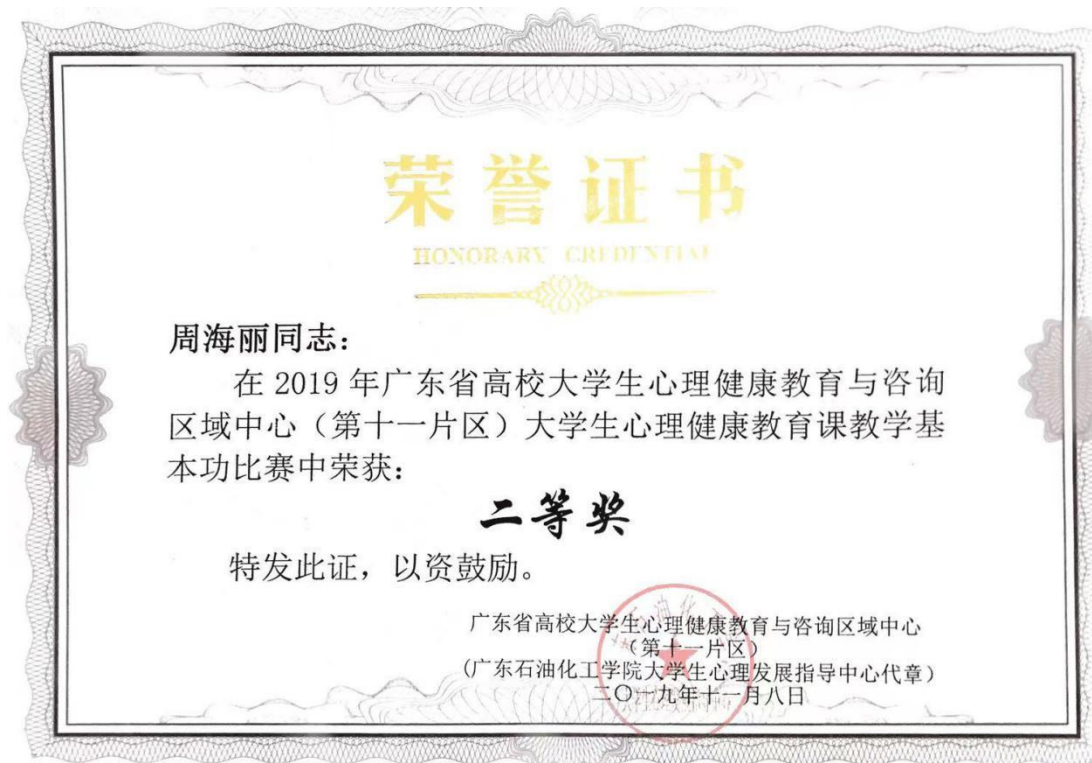 荣誉证书
HONORARY CREDENTIAL
周海丽同志：
在 2019 年广东省高校大学生心理健康教育与咨询
区域中心（第十一片区）大学生心理健康教育课教学基
本功比赛中荣获：
二等奖
特发此证，以资鼓励。
广东省高校大学生心理健康教育与咨询区域中心
（第十一片区）
(广东石油化工学院大学生心理发展指导中心代章）
二〇一九年十一月八日